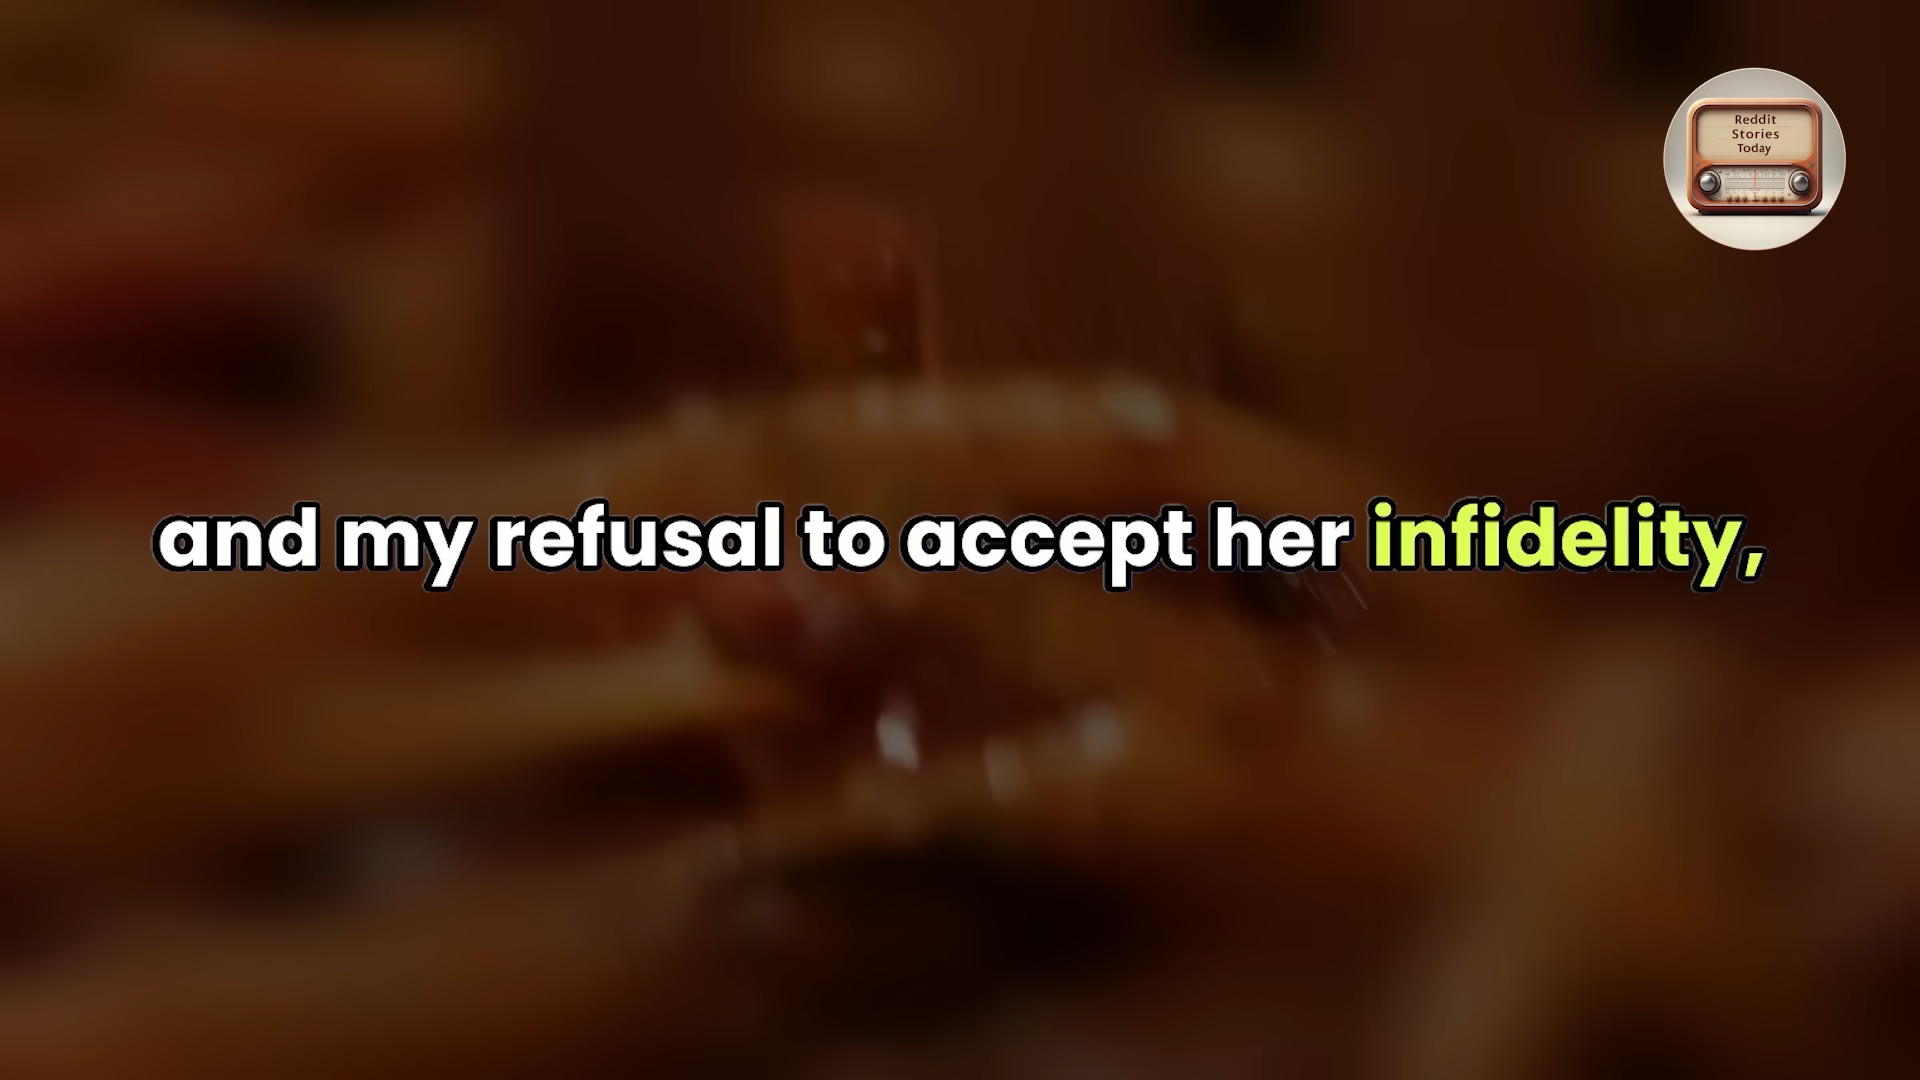 Reddit
Stories
Today
and my refusal to accept her infidelity,